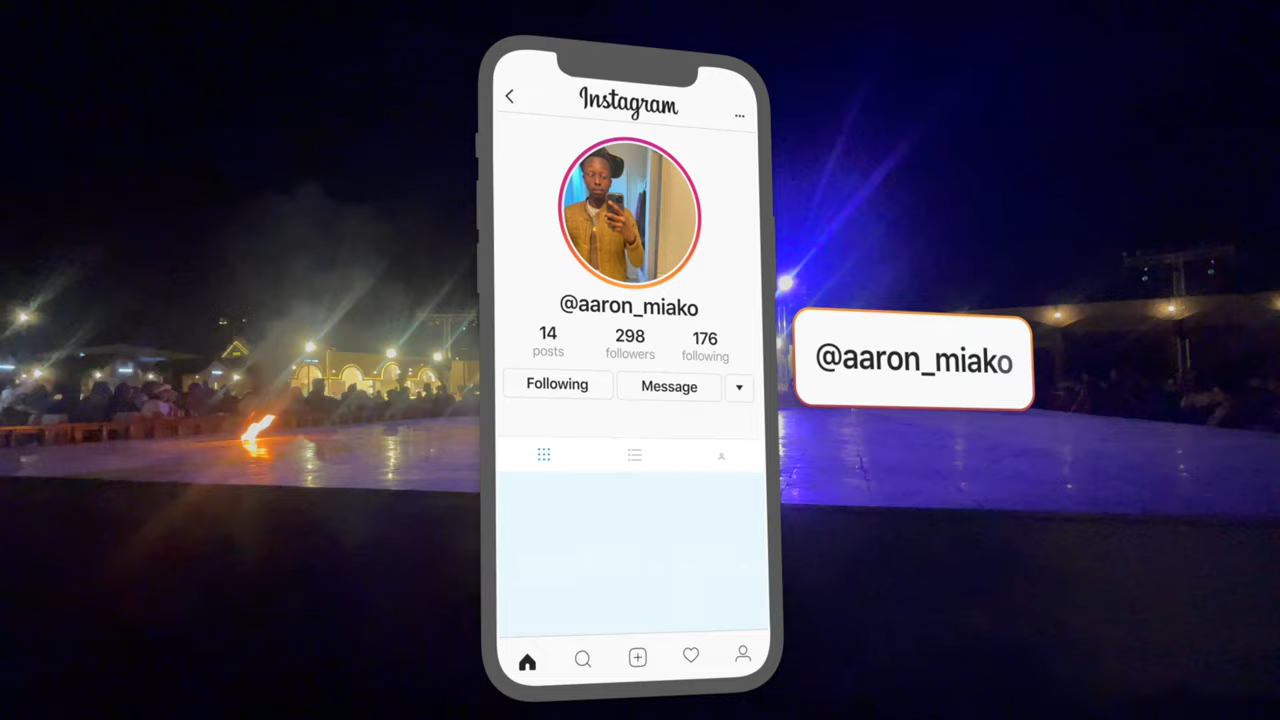 Instagram
...
@aaron_miako
14 298 176
posts followers following
Following Message
@aaron_miako